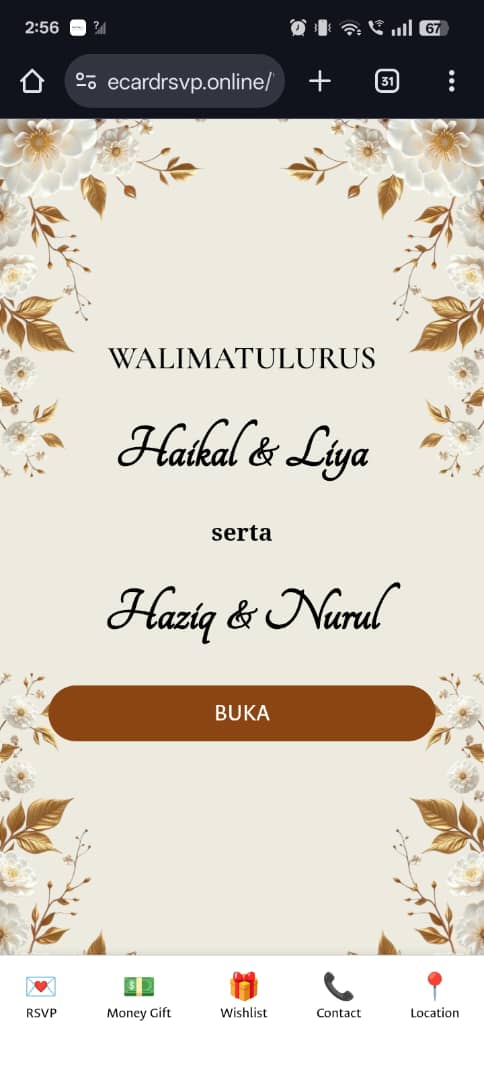 2:56
67
ecardrsvp.online/
31
WALIMATULURUS
Haikal & Liya
serta
Haziq & Nurul
BUKA
RSVP Money Gift Wishlist Contact Location